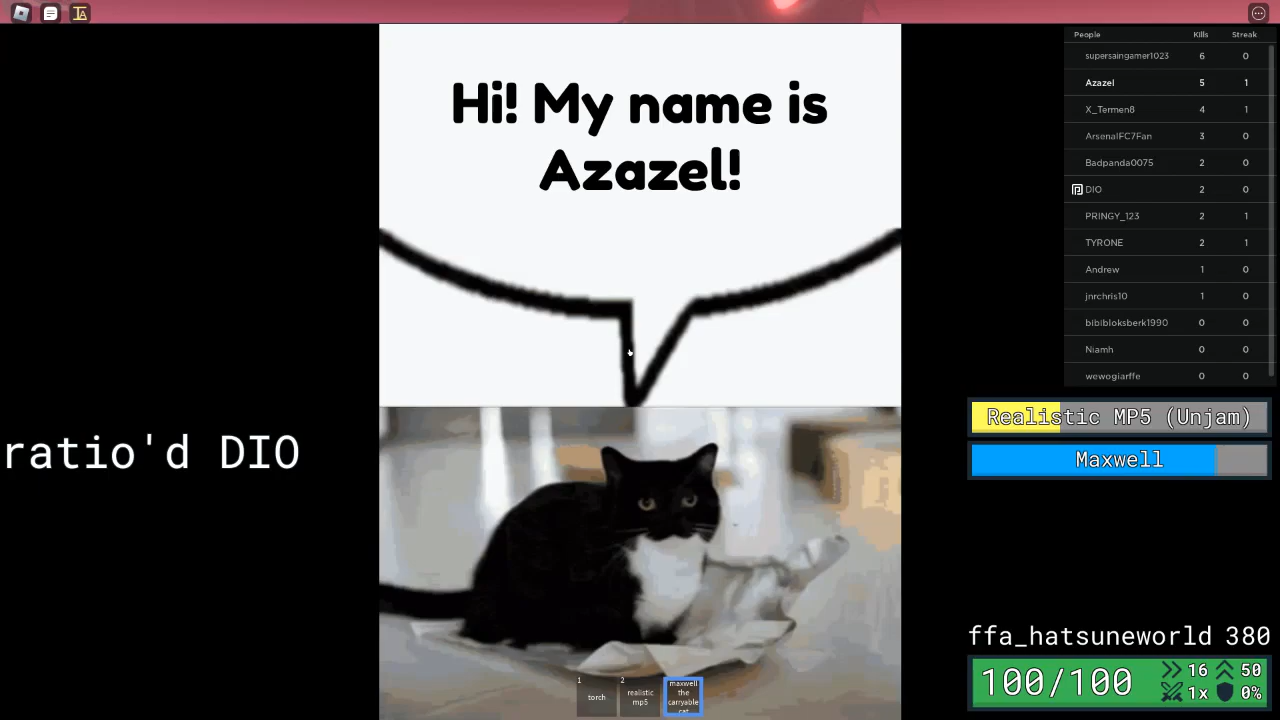 Hi! My name is
Azazel!
ratio'd DIO
People Kills Streak
supersaingamer1023 6 0
Azazel 5 1
X_Termen8 4 1
ArsenalFC7Fan 3 0
Badpanda0075 2 0
DIO 2 0
PRINGY_123 2 1
TYRONE 2 1
Andrew 1 0
jnrchris10 1 0
bibibloksberk1990 0 0
Niamh 0 0
wewogiarffe 0 0
Realistic MP5 (Unjam)
Maxwell
ffa_hatsuneworld 380
100/100 16 50
1x 0%
1 torch
2 realistic
mp5
maxwell
the
carryable
cat